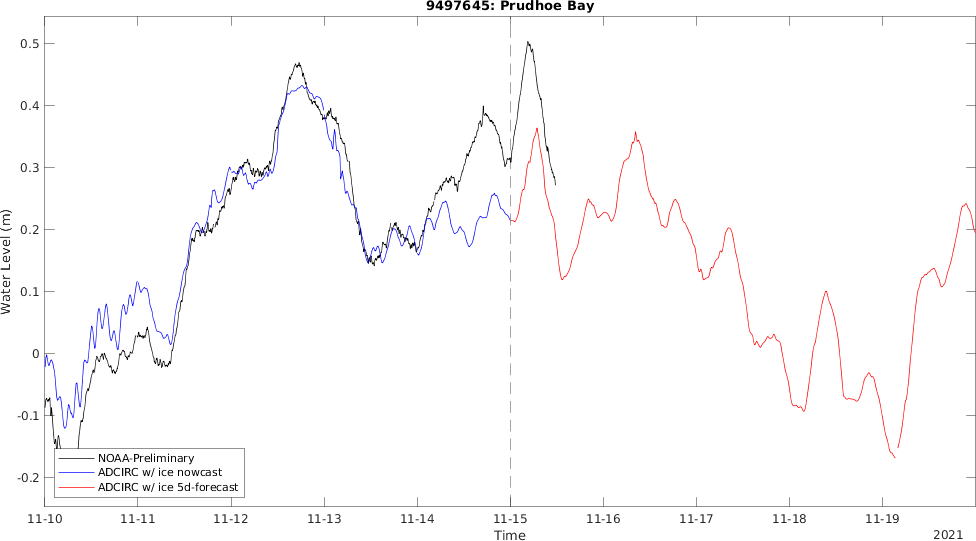 9497645: Prudhoe Bay
Water Level (m)
0.5
0.4
0.3
0.2
0.1
0
-0.1
-0.2
NOAA-Preliminary
ADCIRC w/ ice nowcast
ADCIRC w/ ice 5d-forecast
11-10 11-11 11-12 11-13 11-14 11-15 11-16 11-17 11-18 11-19
Time
2021